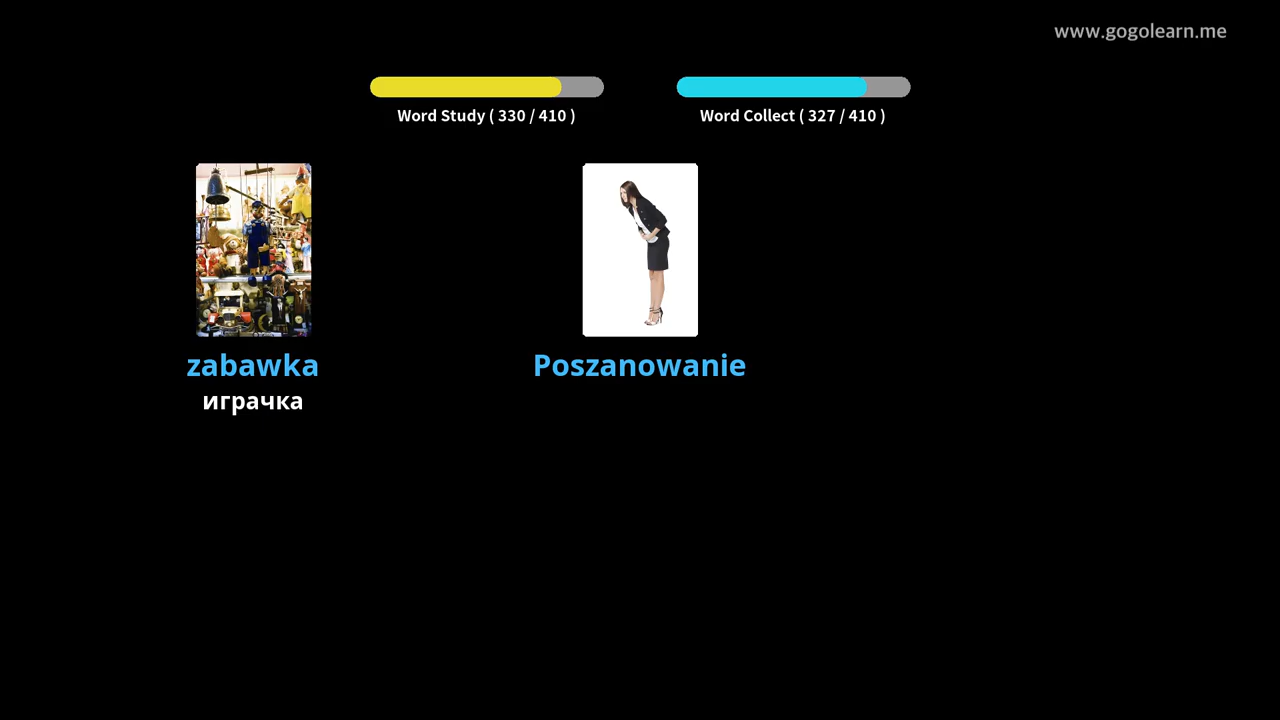 www.gogolearn.me
Word Study ( 330 / 410 )
Word Collect ( 327 / 410 )
zabawka
играчка
Poszanowanie